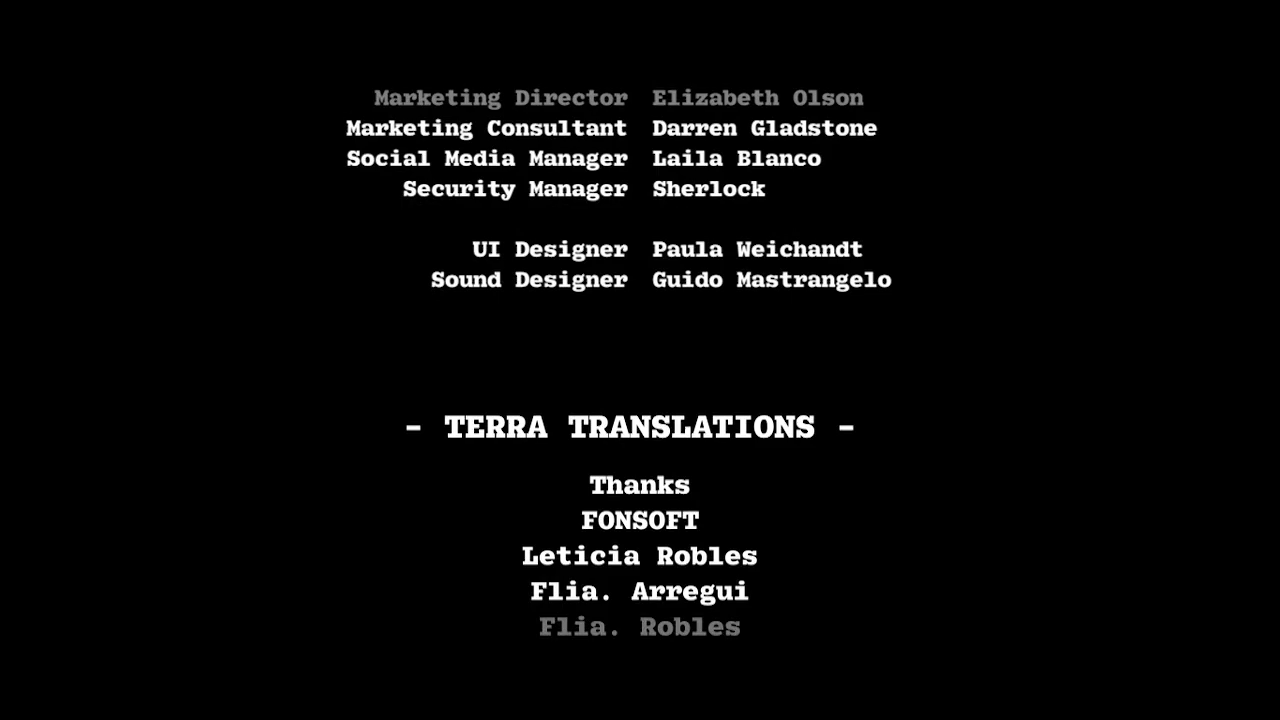 Marketing Director Elizabeth Olson
Marketing Consultant Darren Gladstone
Social Media Manager Laila Blanco
Security Manager Sherlock
UI Designer Paula Weichandt
Sound Designer Guido Mastrangelo
- TERRA TRANSLATIONS -
Thanks
FONSOFT
Leticia Robles
Flia. Arregui
Flia. Robles